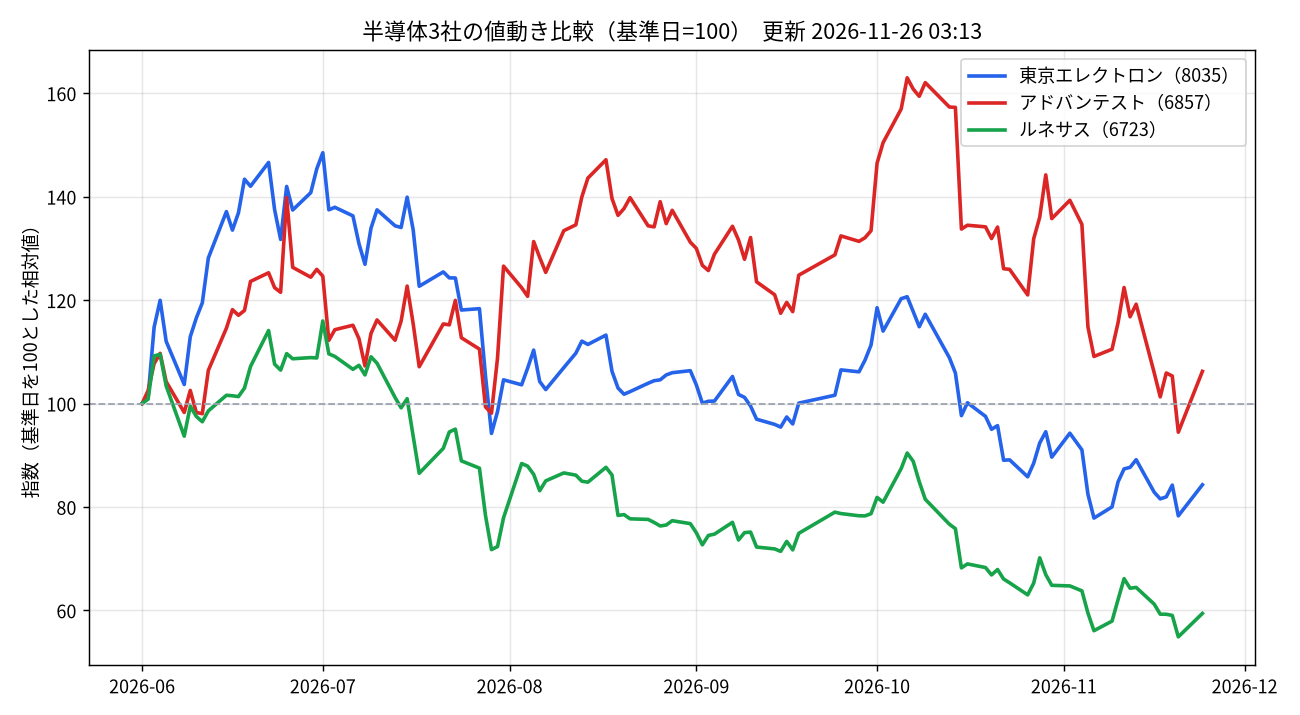 半導体3社の値動き比較（基準日=100）　更新 2026-11-26 03:13
東京エレクトロン（8035）
アドバンテスト（6857）
ルネサス（6723）
指数（基準日を100とした相対値）
160
140
120
100
80
60
2026-06
2026-07
2026-08
2026-09
2026-10
2026-11
2026-12